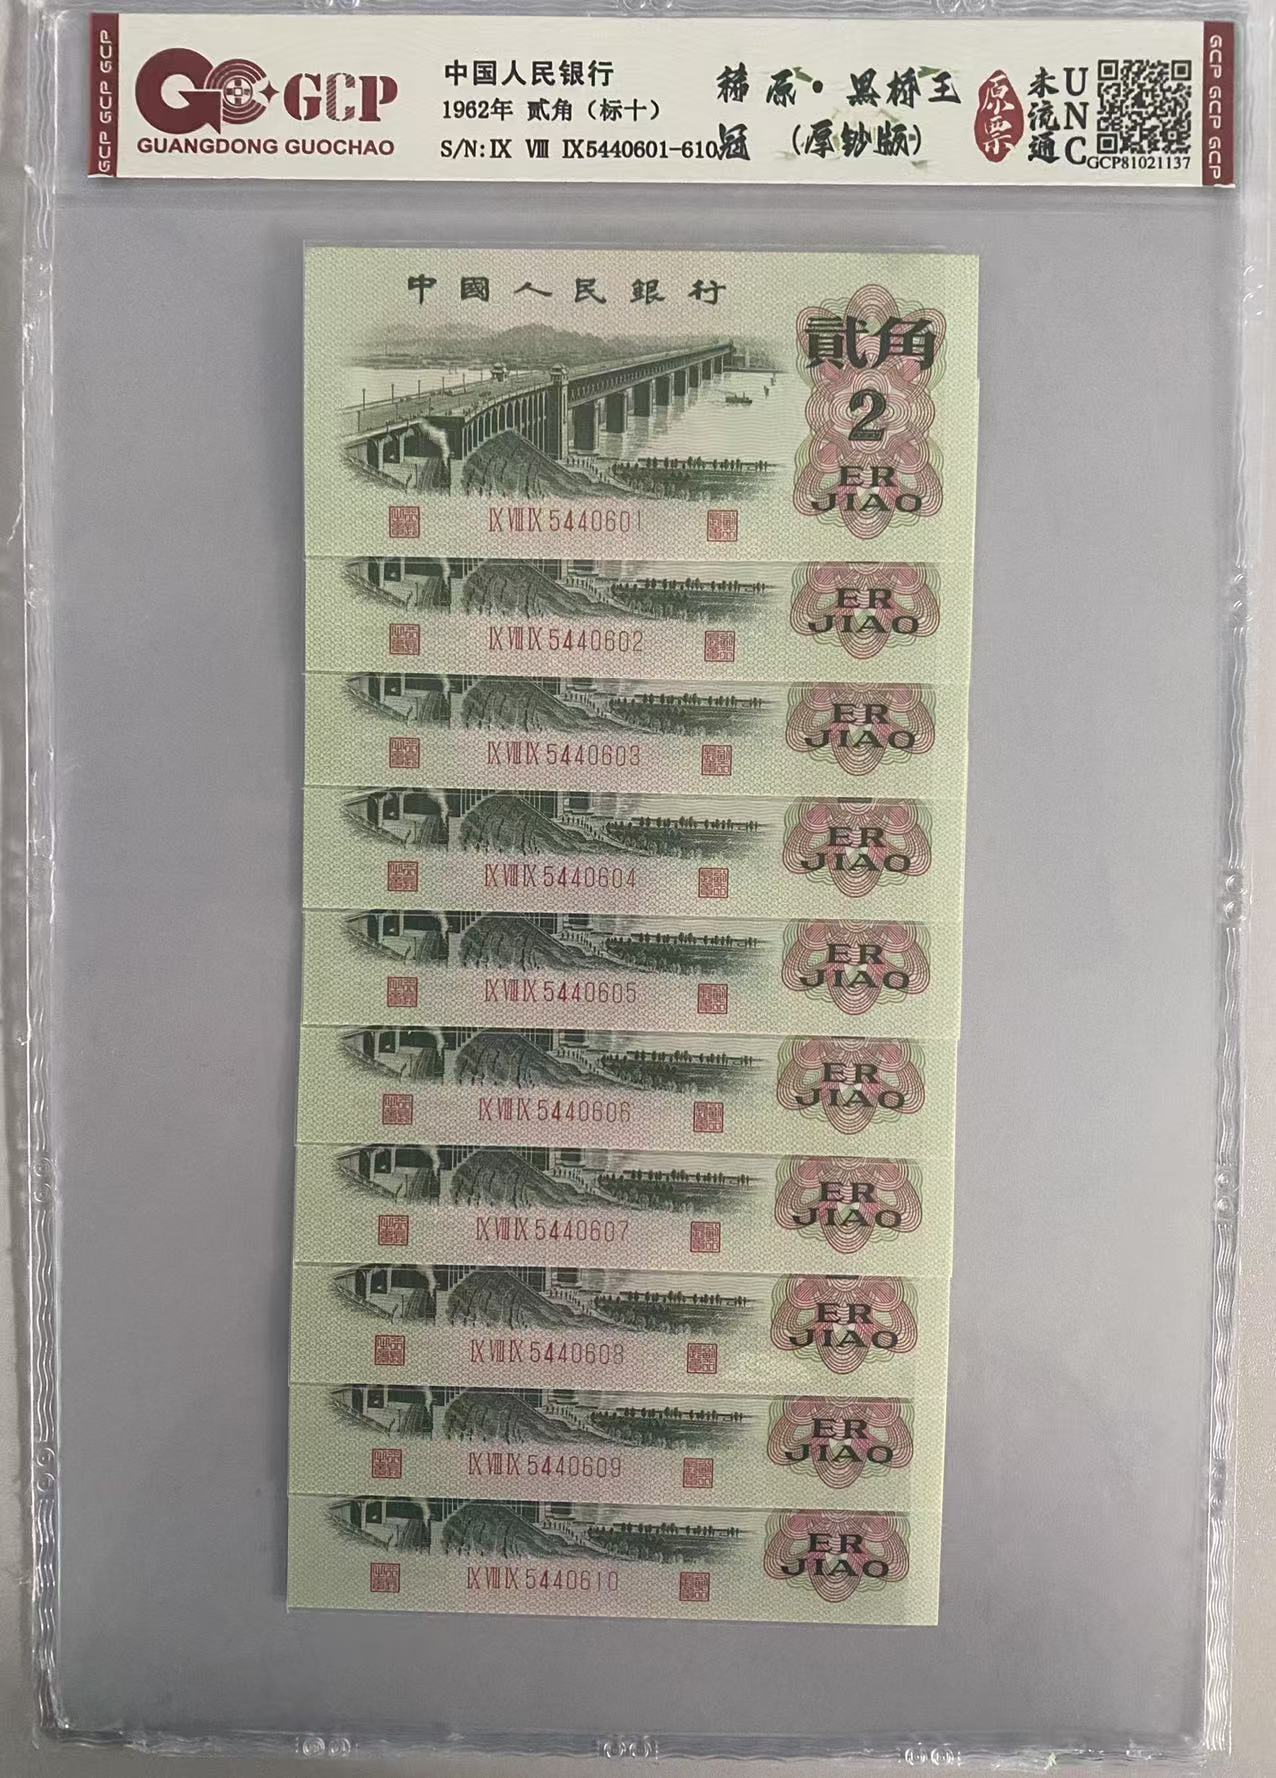 GCP GCP GCP
GCP
GUANGDONG GUOCHAO
中国人民银行
1962年 贰角（标十）
S/N:IX VIII IX5440601-610
稀原·黑桥王
冠（厚钞版）
原票
未流通
UNC
GCP81021137
GCP GCP GCP
中國人民銀行
貳角
2
ER
JIAO
IX VIII IX 5440601
ER
JIAO
IX VIII IX 5440602
ER
JIAO
IX VIII IX 5440603
ER
JIAO
IX VIII IX 5440604
ER
JIAO
IX VIII IX 5440605
ER
JIAO
IX VIII IX 5440606
ER
JIAO
IX VIII IX 5440607
ER
JIAO
IX VIII IX 5440608
ER
JIAO
IX VIII IX 5440609
ER
JIAO
IX VIII IX 5440610